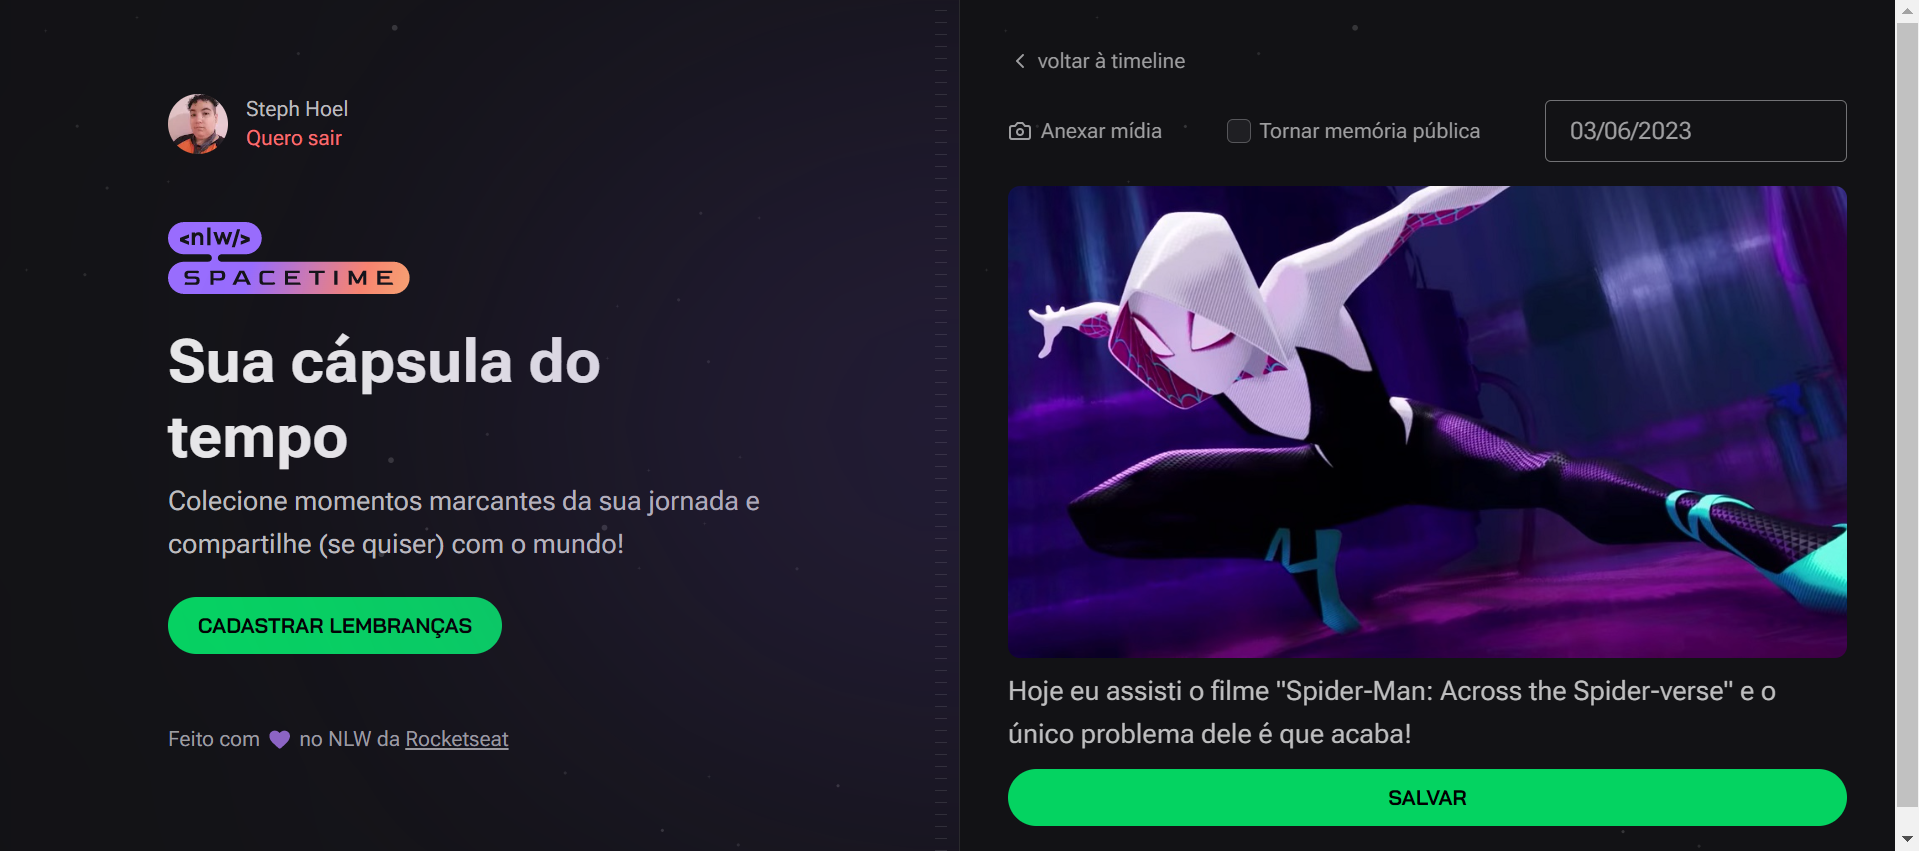 Steph Hoel
Quero sair
<nlw/>
SPACETIME
Sua cápsula do
tempo
Colecione momentos marcantes da sua jornada e
compartilhe (se quiser) com o mundo!
CADASTRAR LEMBRANÇAS
Feito com 💜 no NLW da Rocketseat
voltar à timeline
Anexar mídia
Tornar memória pública
03/06/2023
Hoje eu assisti o filme "Spider-Man: Across the Spider-verse" e o
único problema dele é que acaba!
SALVAR